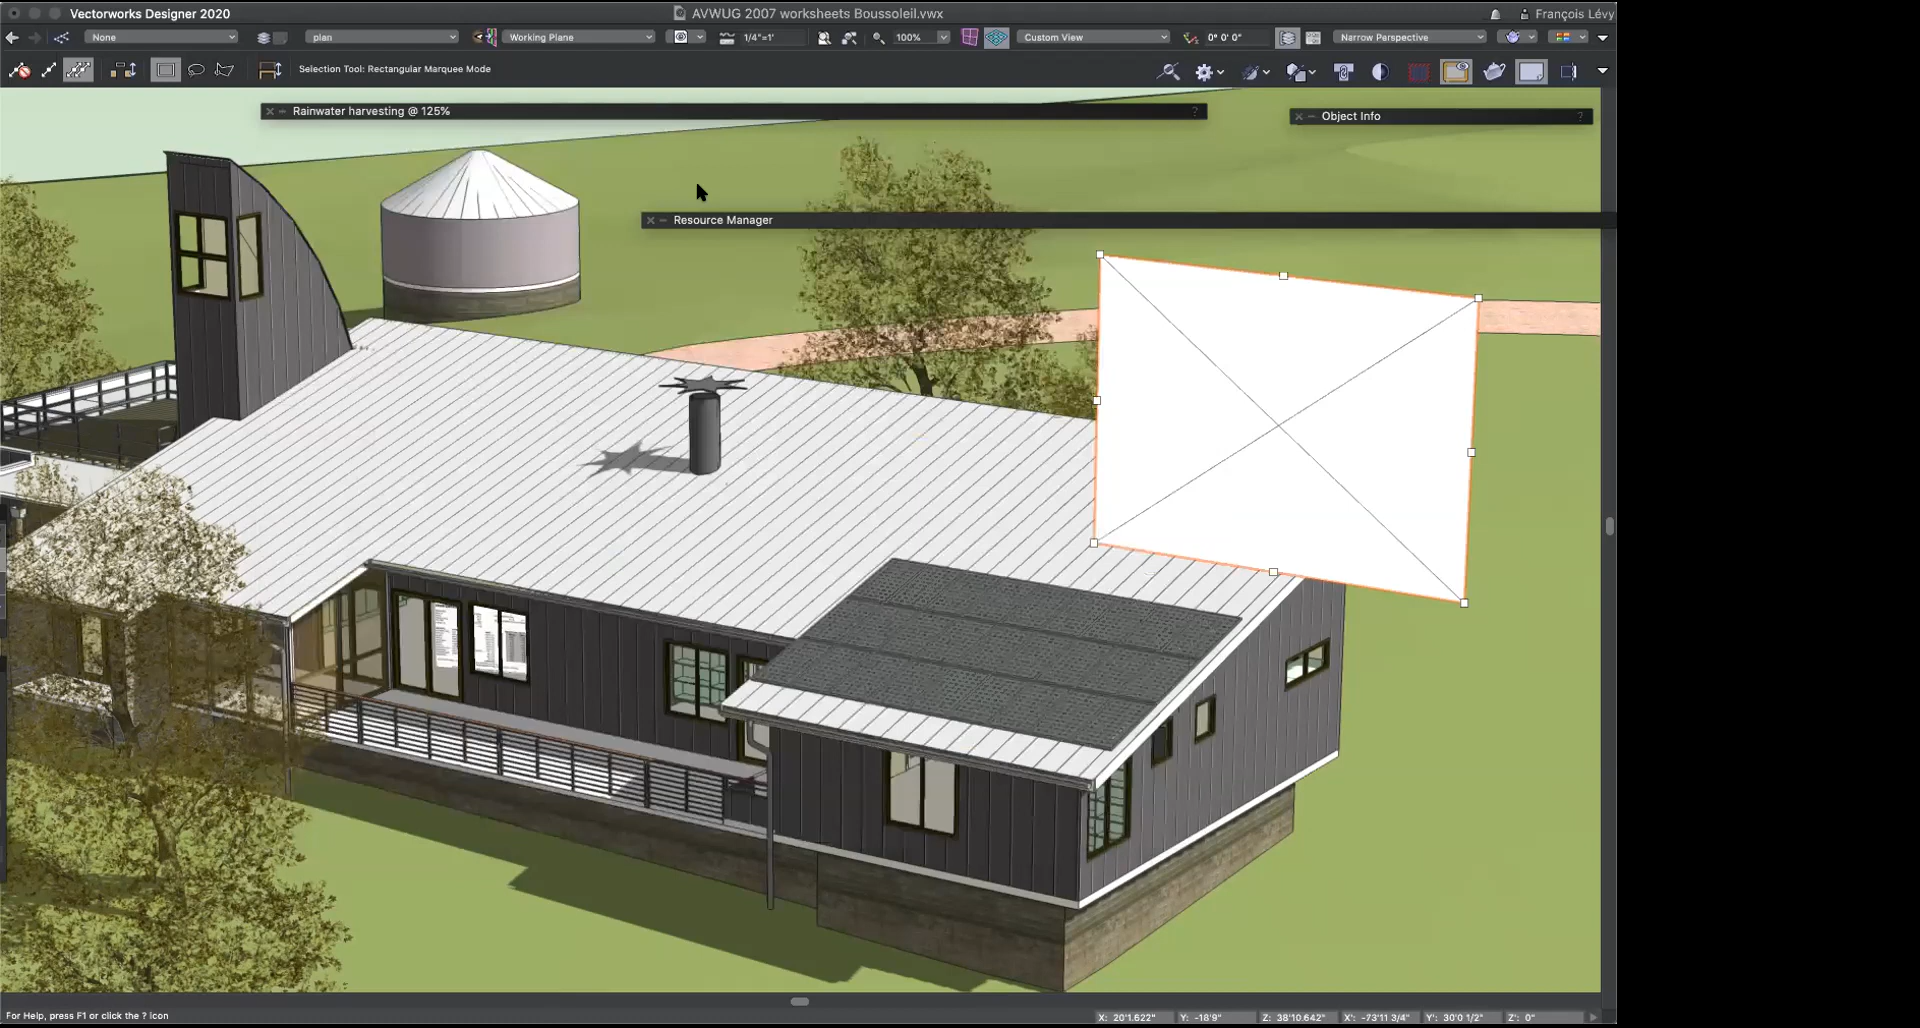 Vectorworks Designer 2020
AVWUG 2007 worksheets Boussoleil.vwx
François Lévy
None
plan
Working Plane
1/4"=1'
100%
Custom View
0° 0' 0"
Narrow Perspective
Selection Tool: Rectangular Marquee Mode
Rainwater harvesting @ 125%
?
Object Info
?
Resource Manager
For Help, press F1 or click the ? icon
X: 20'1.622"
Y: -18'9"
Z: 38'10.642"
X': -73'11 3/4"
Y': 30'0 1/2"
Z': 0"